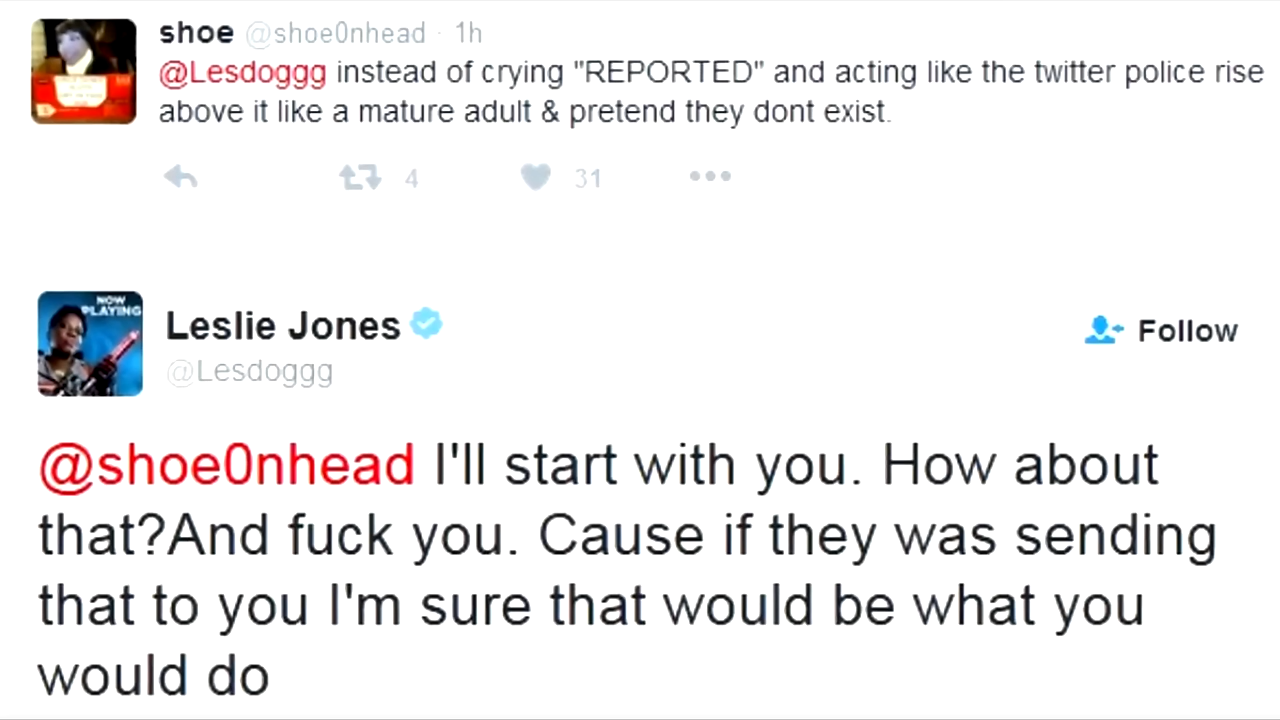 shoe @shoe0nhead · 1h
@Lesdoggg instead of crying "REPORTED" and acting like the twitter police rise
above it like a mature adult & pretend they dont exist.
4 31
NOW
PLAYING
Leslie Jones
Follow
@Lesdoggg
@shoe0nhead I'll start with you. How about
that?And fuck you. Cause if they was sending
that to you I'm sure that would be what you
would do